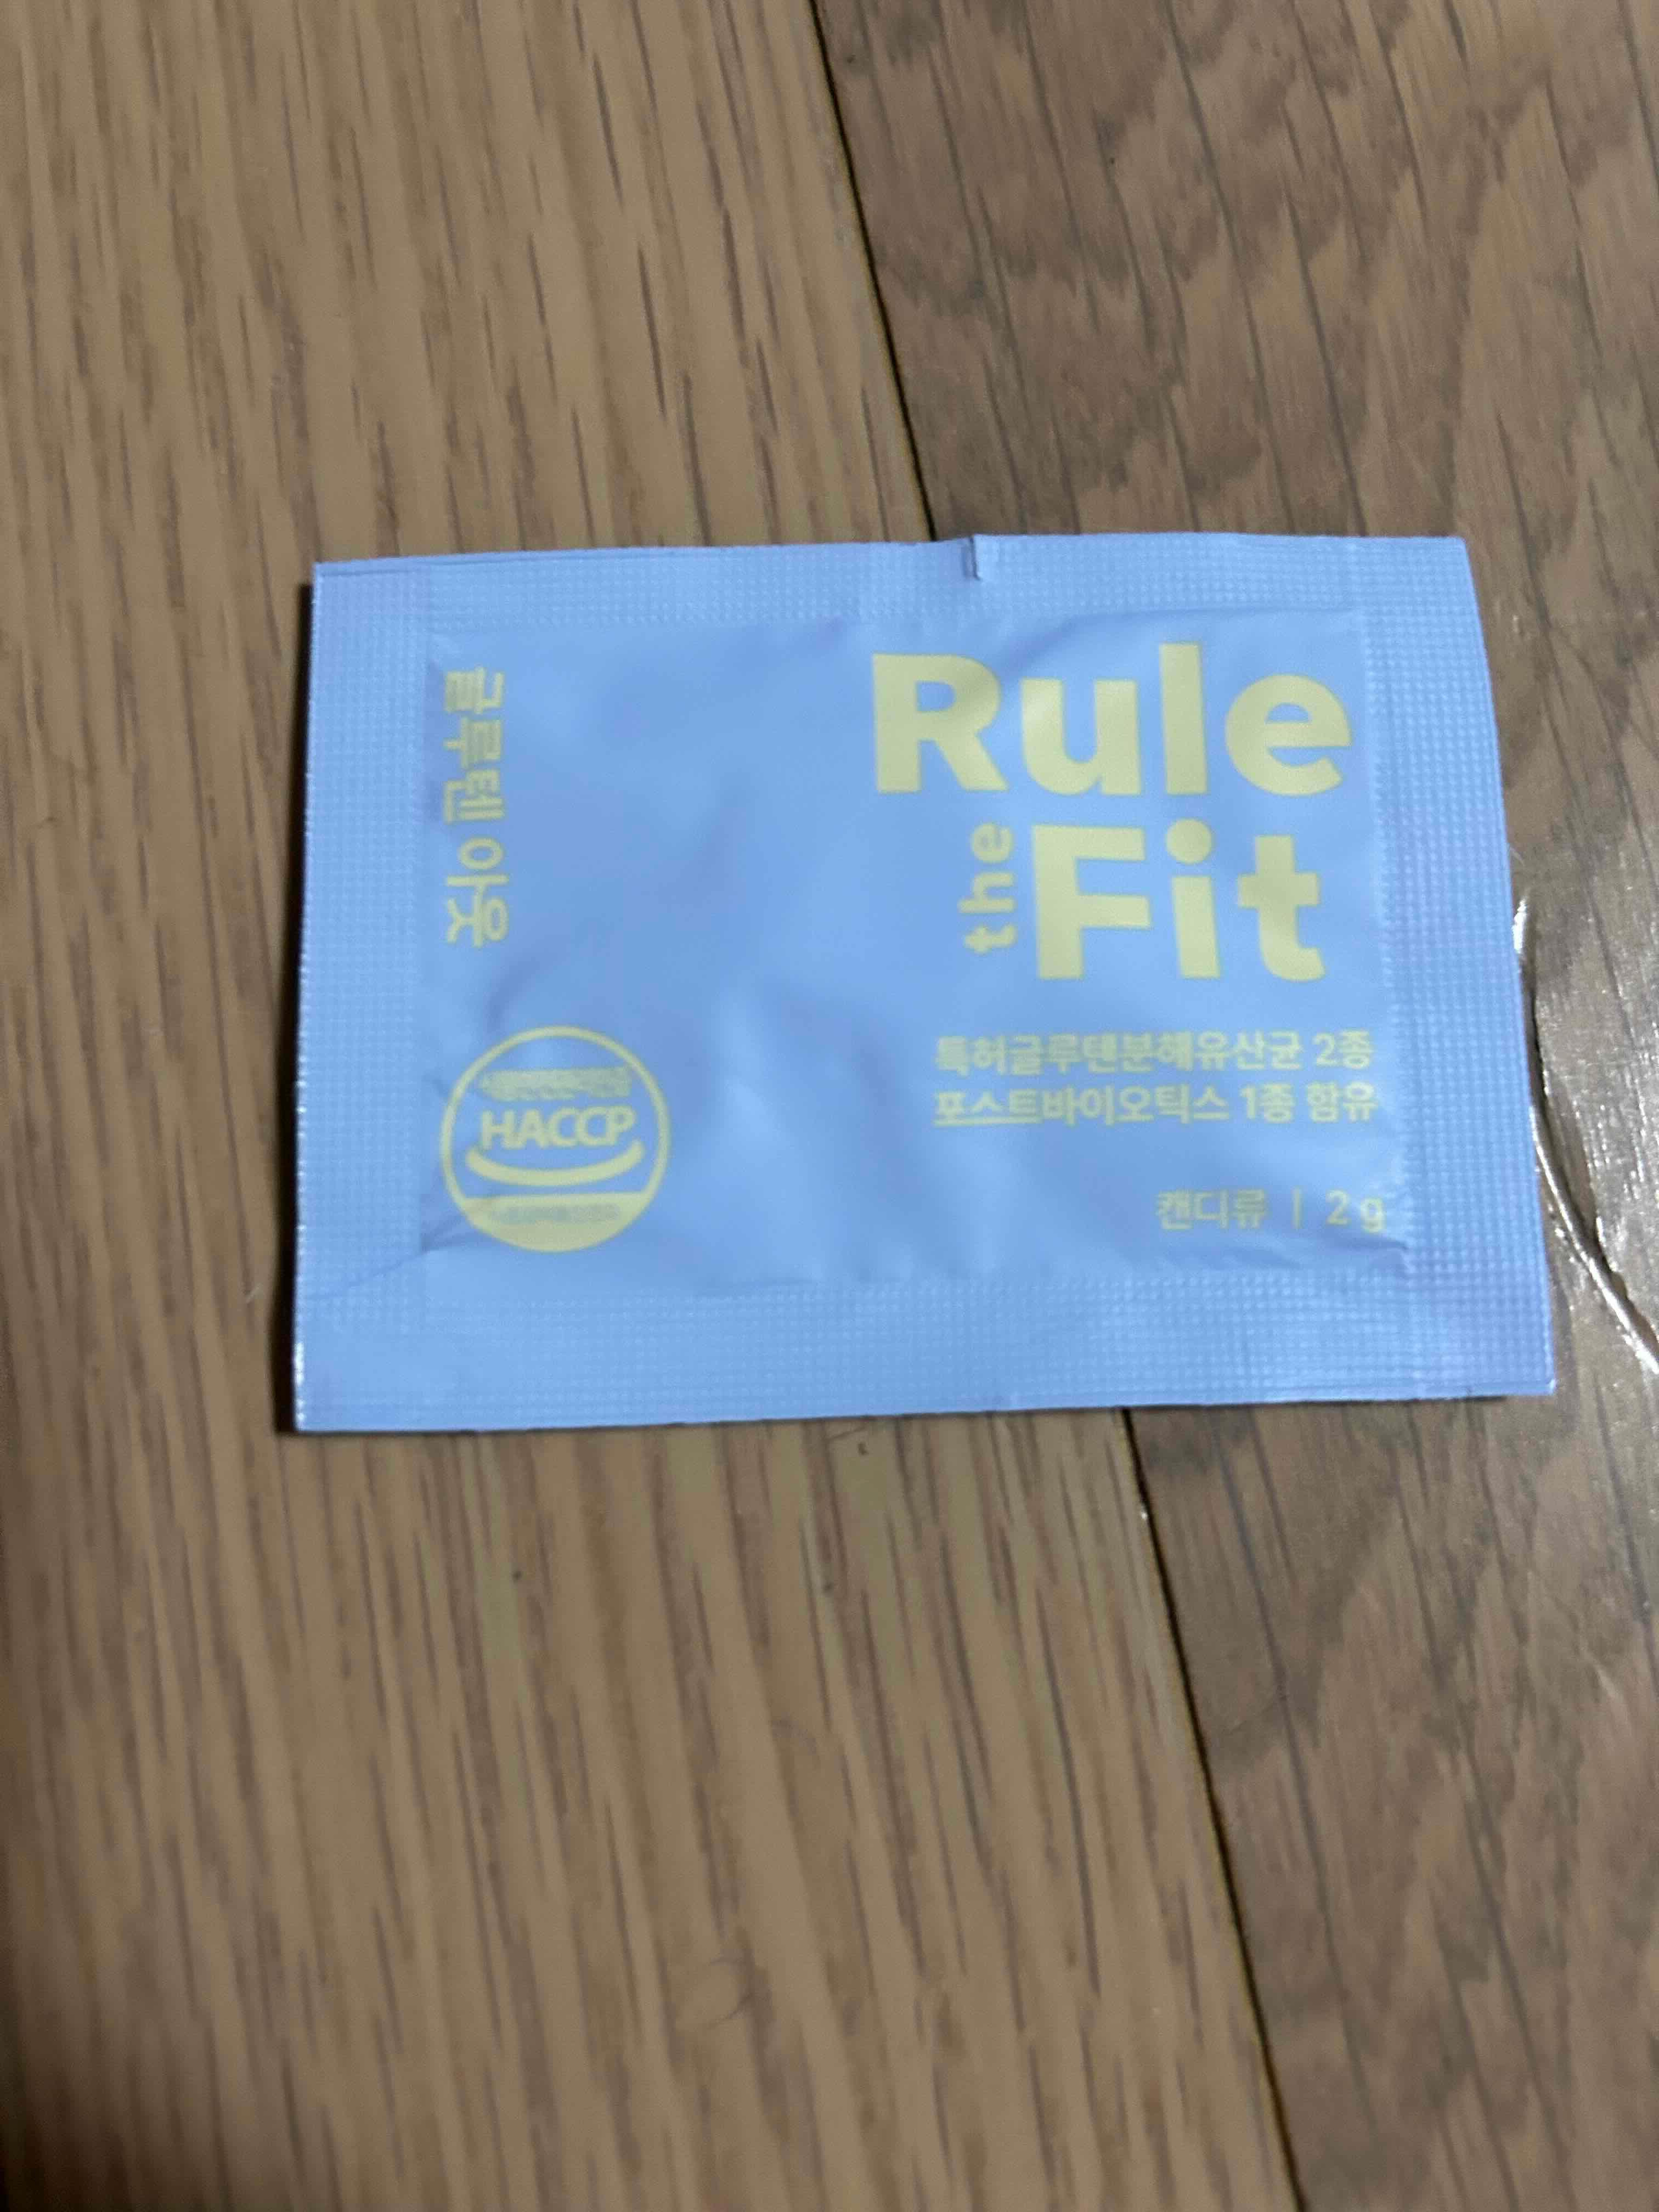 Rule
the Fit
특허글루텐분해유산균 2종
포스트바이오틱스 1종 함유
캔디류 | 2 g
글루텐 아웃
HACCP